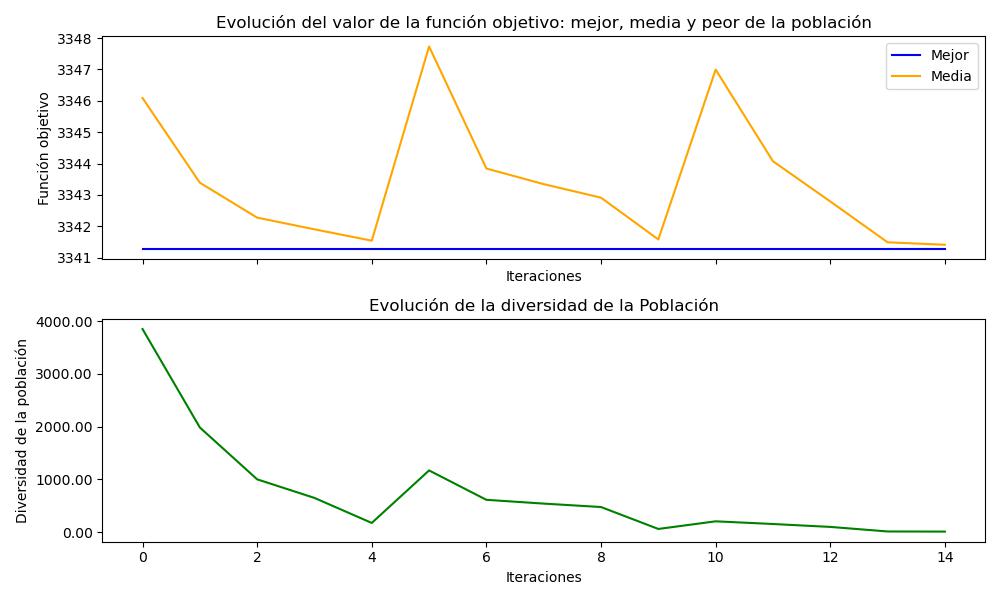 Evolución del valor de la función objetivo: mejor, media y peor de la población
3348
3347
3346
3345
3344
3343
3342
3341
Función objetivo
Mejor
Media
Iteraciones
Evolución de la diversidad de la Población
4000.00
3000.00
2000.00
1000.00
0.00
Diversidad de la población
0 2 4 6 8 10 12 14
Iteraciones